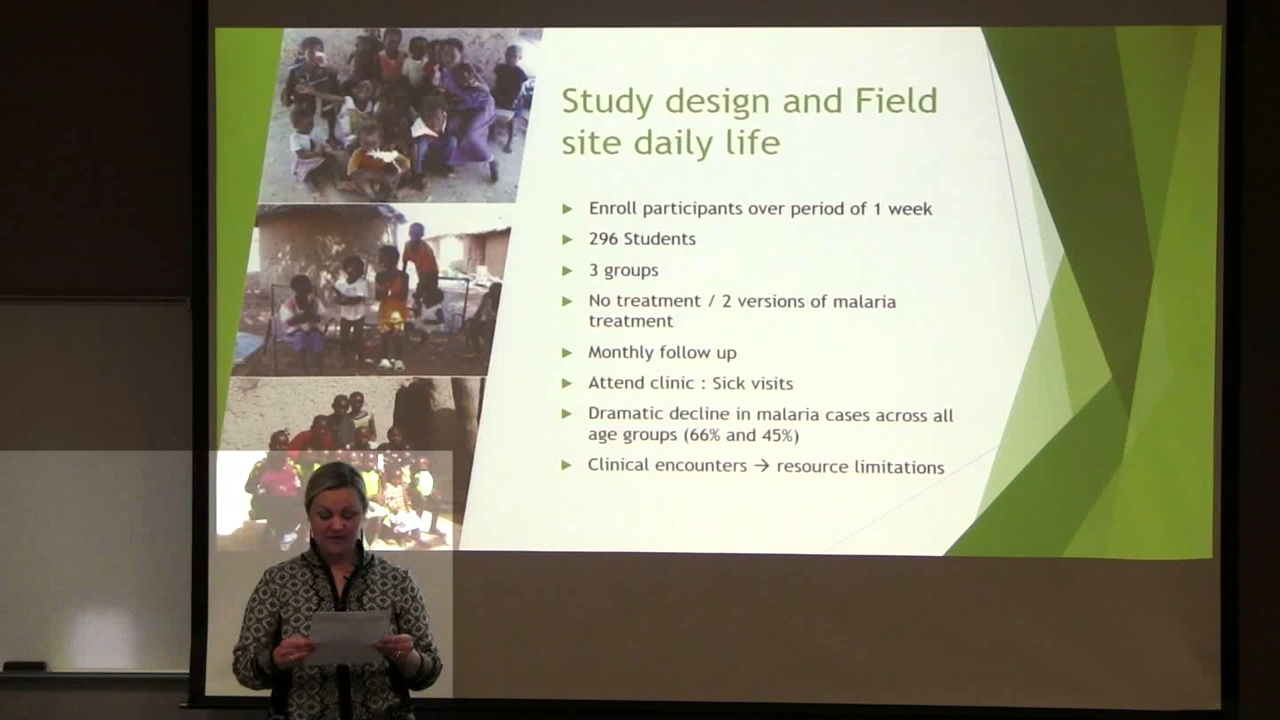 Study design and Field
site daily life
Enroll participants over period of 1 week
296 Students
3 groups
No treatment / 2 versions of malaria
treatment
Monthly follow up
Attend clinic : Sick visits
Dramatic decline in malaria cases across all
age groups (66% and 45%)
Clinical encounters → resource limitations